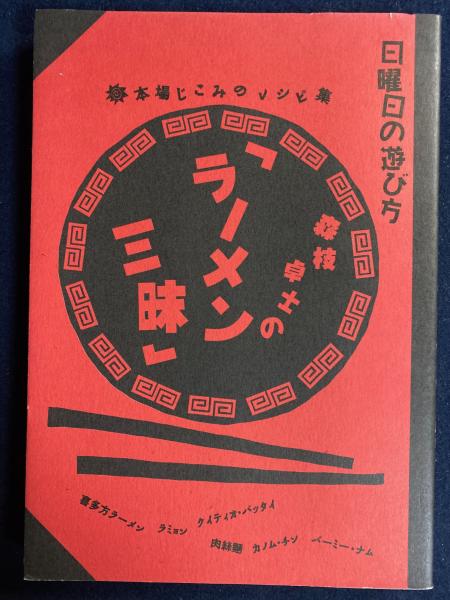 日曜日の遊び方
本場じこみのレシピ集
森枝卓士の
「ラーメン
三昧」
喜多方ラーメン ラミョン クイティオ・パッタイ
肉絲麺 カノム・チン バーミー・ナム